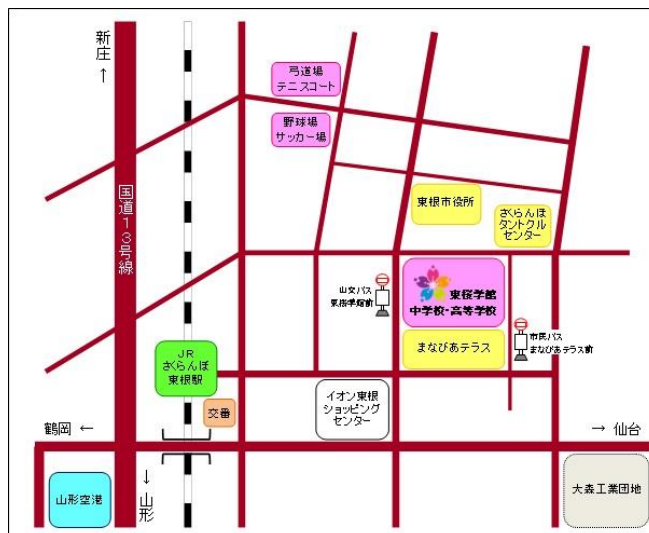 新庄
↑
弓道場
テニスコート
野球場
サッカー場
国道13号線
東根市役所
さくらんぼ
タントクル
センター
山交バス
東桜学館前
東桜学館
中学校・高等学校
市民バス
まなびあテラス前
まなびあテラス
JR
さくらんぼ
東根駅
交番
イオン東根
ショッピング
センター
鶴岡 ←
→ 仙台
↓
山形
山形空港
大森工業団地